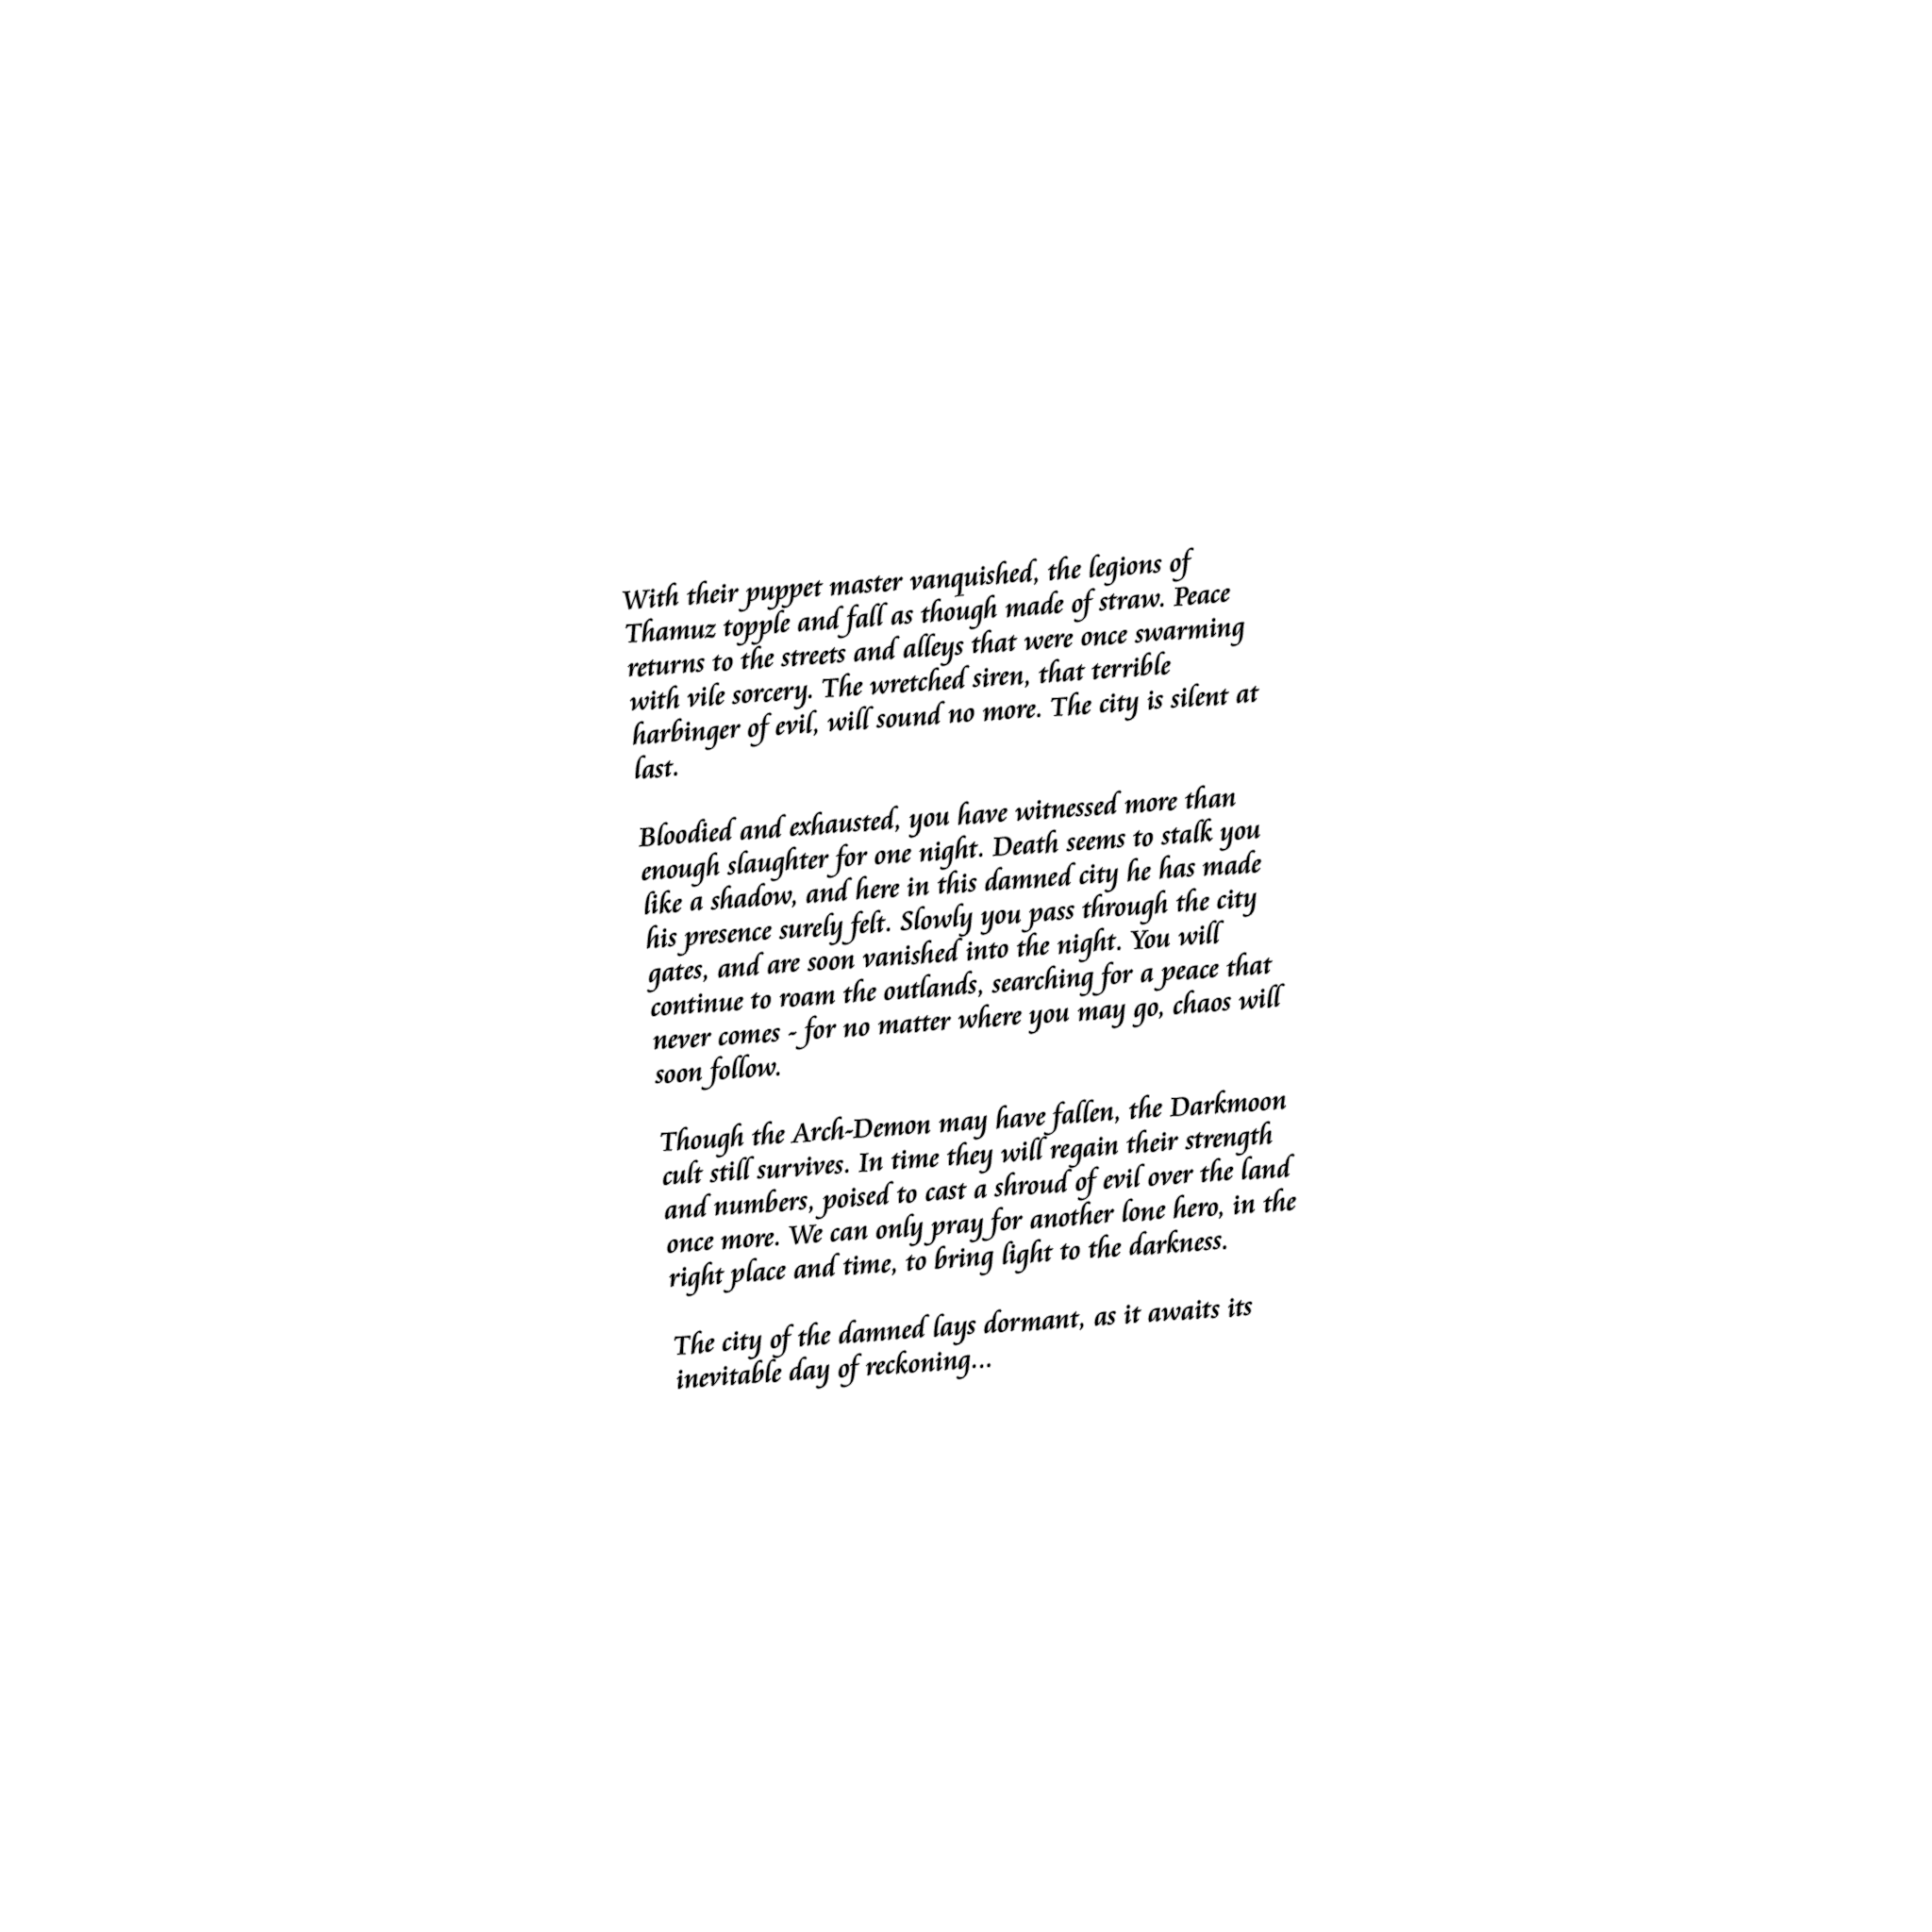 With their puppet master vanquished, the legions of
Thamuz topple and fall as though made of straw. Peace
returns to the streets and alleys that were once swarming
with vile sorcery. The wretched siren, that terrible
harbinger of evil, will sound no more. The city is silent at
last.

Bloodied and exhausted, you have witnessed more than
enough slaughter for one night. Death seems to stalk you
like a shadow, and here in this damned city he has made
his presence surely felt. Slowly you pass through the city
gates, and are soon vanished into the night. You will
continue to roam the outlands, searching for a peace that
never comes - for no matter where you may go, chaos will
soon follow.

Though the Arch-Demon may have fallen, the Darkmoon
cult still survives. In time they will regain their strength
and numbers, poised to cast a shroud of evil over the land
once more. We can only pray for another lone hero, in the
right place and time, to bring light to the darkness.

The city of the damned lays dormant, as it awaits its
inevitable day of reckoning...